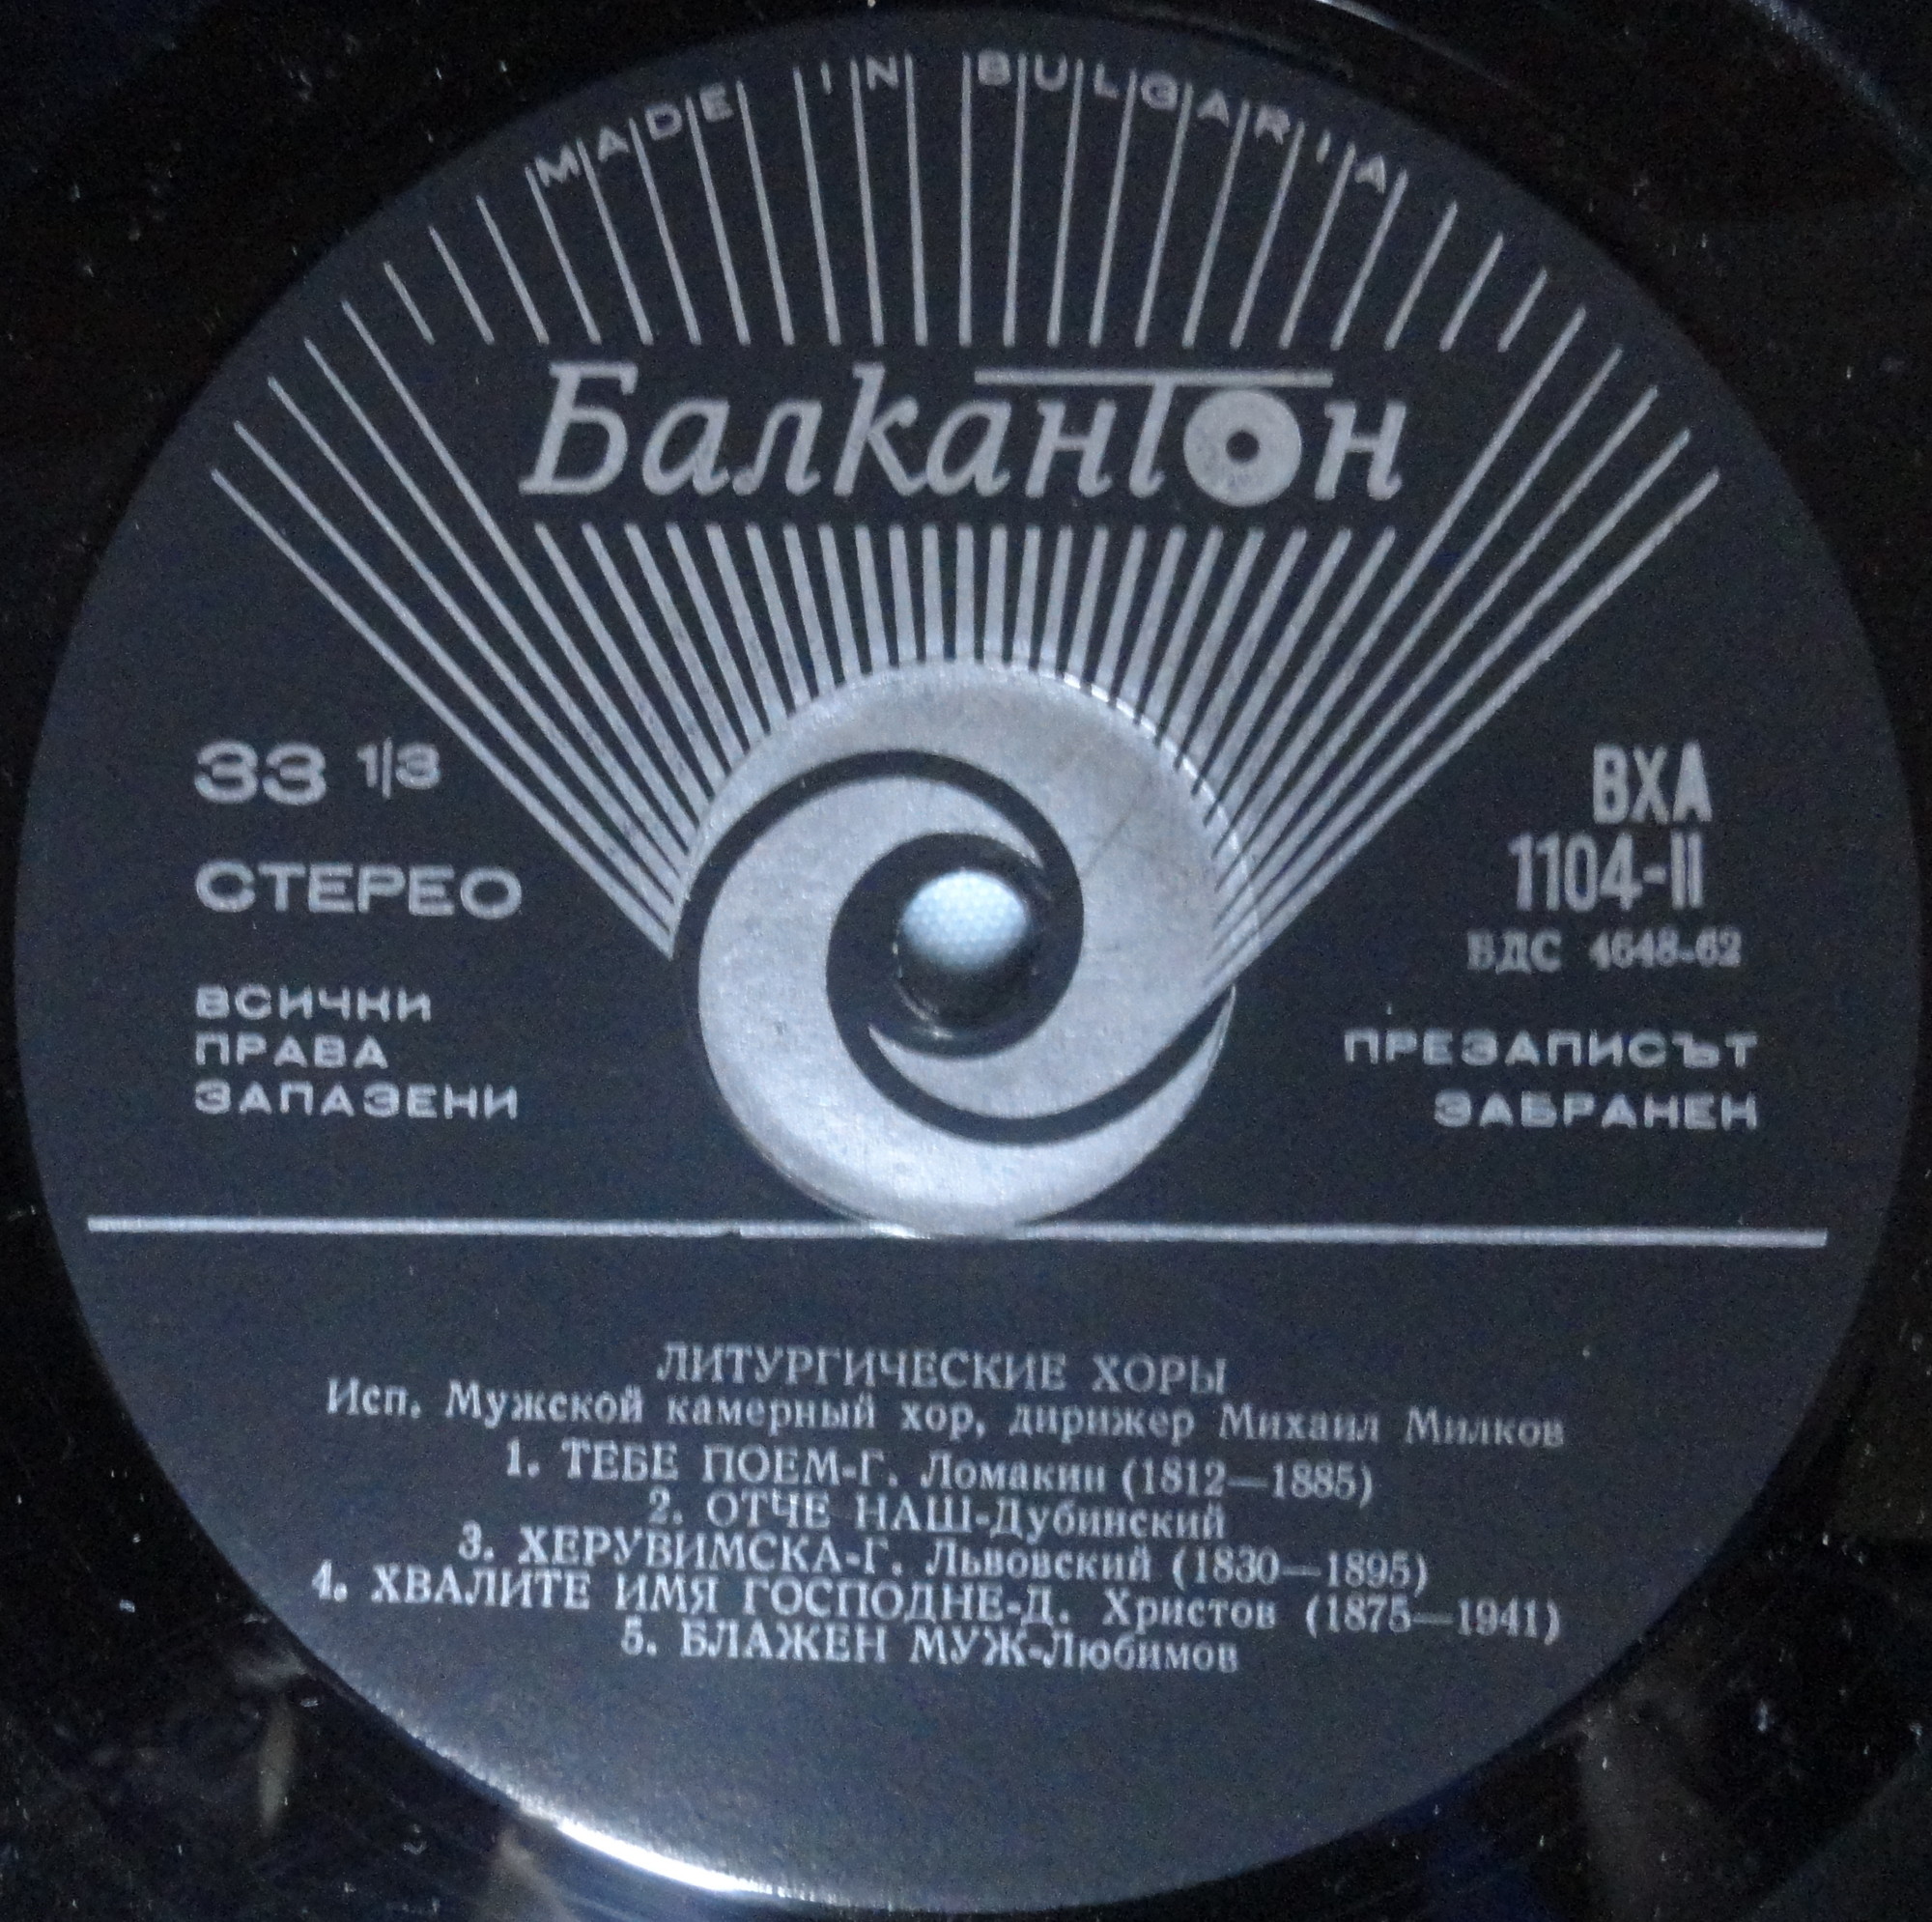 MADE IN BULGARIA
Балкантон
33 1/3
СТЕРЕО
ВСИЧКИ
ПРАВА
ЗАПАЗЕНИ
ВХА
1104-II
БДС 4648-62
ПРЕЗАПИСЪТ
ЗАБРАНЕН
ЛИТУРГИЧЕСКИЕ ХОРЫ
Исп. Мужской камерный хор, дирижер Михаил Милков
1. ТЕБЕ ПОЕМ-Г. Ломакин (1812—1885)
2. ОТЧЕ НАШ-Дубинский
3. ХЕРУВИМСКА-Г. Львовский (1830—1895)
4. ХВАЛИТЕ ИМЯ ГОСПОДНЕ-Д. Христов (1875—1941)
5. БЛАЖЕН МУЖ-Любимов